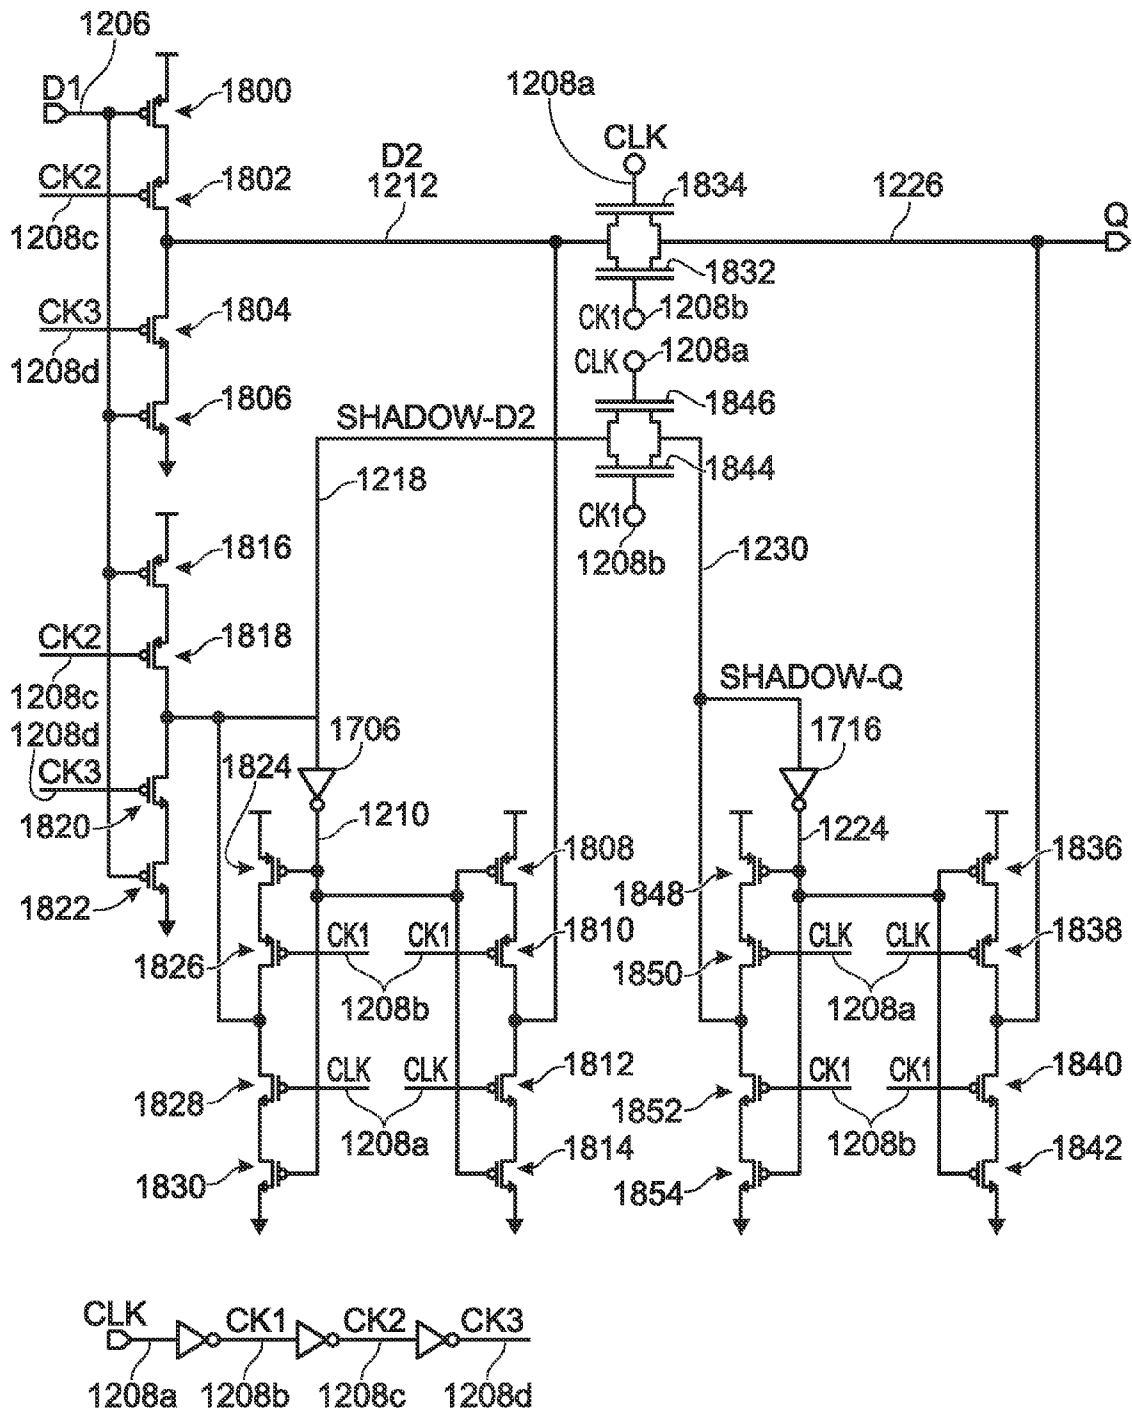 1206
D1
1800
1208a
CLK
CK2
1802
D2
1212
1834
1226
Q
1208c
1832
CK3
1804
CK1
1208b
1208d
CLK
1208a
1806
1846
SHADOW-D2
1844
1218
CK1
1208b
1230
1816
CK2
1818
1208c
SHADOW-Q
1208d
1706
1716
CK3
1824
1820
1210
1224
1808
1836
1822
1848
CK1
CK1
1810
CLK
CLK
1838
1826
1850
1208b
1208a
CLK
CLK
1812
CK1
CK1
1840
1828
1852
1208a
1208b
1814
1842
1830
1854
CLK
CK1
CK2
CK3
1208a
1208b
1208c
1208d